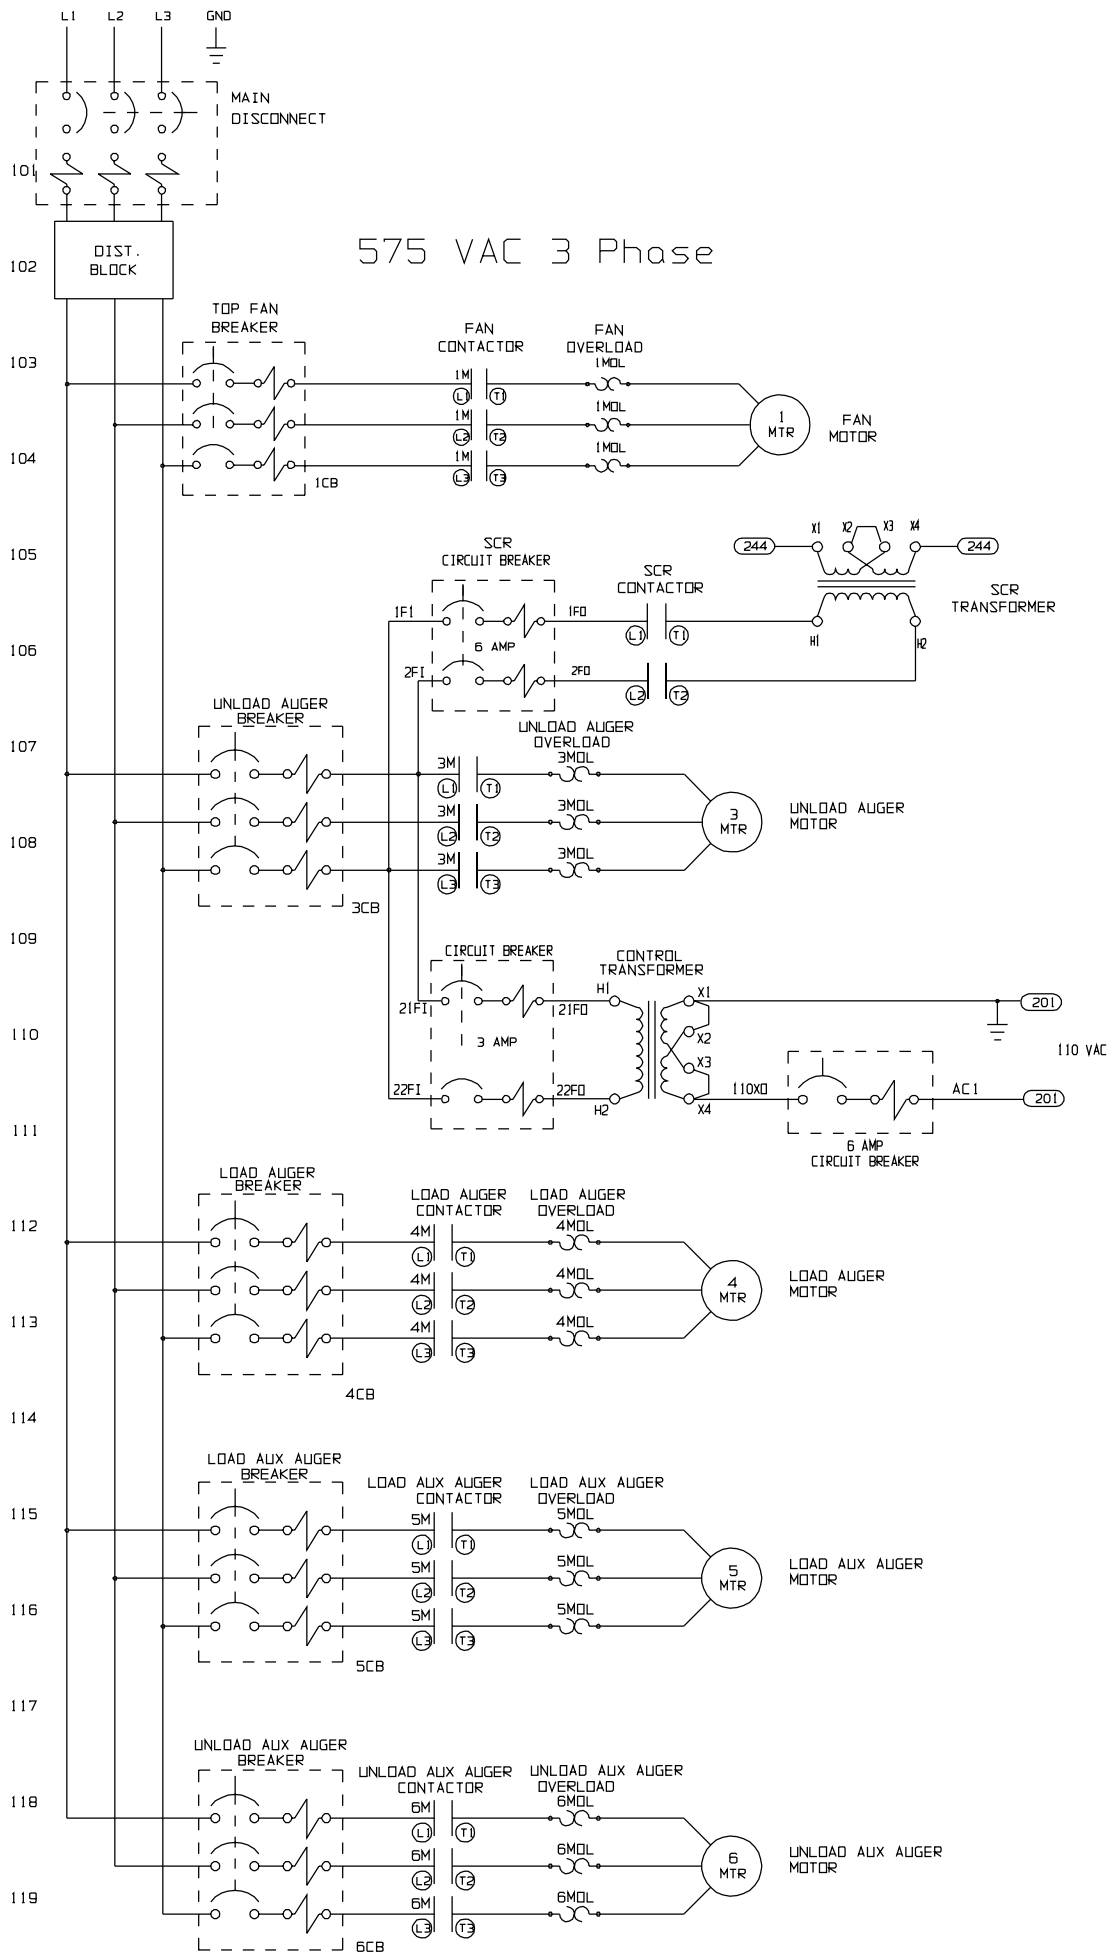 L1 L2 L3 GND
MAIN
DISCONNECT
101
DIST.
BLOCK
102
575 VAC 3 Phase
TOP FAN
BREAKER
FAN
CONTACTOR
FAN
OVERLOAD
103
1M L1 T1 1MOL
1M L2 T2 1MOL
1M L3 T3 1MOL
1
MTR
FAN
MOTOR
104
1CB
X1 X2 X3 X4
105
244 244
SCR
CIRCUIT BREAKER
SCR
CONTACTOR
SCR
TRANSFORMER
1F1 1FO
L1 T1
H1 H2
106
6 AMP
2FI 2FO
L2 T2
UNLOAD AUGER
BREAKER
UNLOAD AUGER
OVERLOAD
107
3M L1 T1 3MOL
3M L2 T2 3MOL
3M L3 T3 3MOL
3
MTR
UNLOAD AUGER
MOTOR
108
3CB
109
CIRCUIT BREAKER
CONTROL
TRANSFORMER
21FI 21FO H1 X1 201
X2
110
3 AMP
110 VAC
X3
22FI 22FO H2 X4 110XO AC1 201
111
6 AMP
CIRCUIT BREAKER
LOAD AUGER
BREAKER
LOAD AUGER
CONTACTOR
LOAD AUGER
OVERLOAD
112
4M L1 T1 4MOL
4M L2 T2 4MOL
4M L3 T3 4MOL
4
MTR
LOAD AUGER
MOTOR
113
4CB
114
LOAD AUX AUGER
BREAKER
LOAD AUX AUGER
CONTACTOR
LOAD AUX AUGER
OVERLOAD
115
5M L1 T1 5MOL
5M L2 T2 5MOL
5M L3 T3 5MOL
5
MTR
LOAD AUX AUGER
MOTOR
116
5CB
117
UNLOAD AUX AUGER
BREAKER
UNLOAD AUX AUGER
CONTACTOR
UNLOAD AUX AUGER
OVERLOAD
118
6M L1 T1 6MOL
6M L2 T2 6MOL
6M L3 T3 6MOL
6
MTR
UNLOAD AUX AUGER
MOTOR
119
6CB